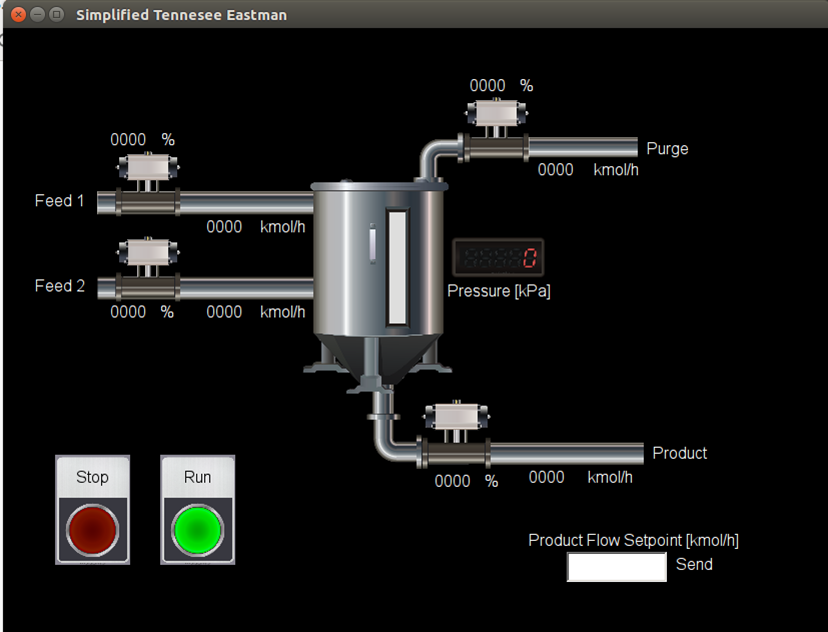 Simplified Tennesee Eastman
0000 %
0000 %
Purge
0000 kmol/h
Feed 1
0000 kmol/h
0
Feed 2
Pressure [kPa]
0000 % 0000 kmol/h
Product
Stop Run
0000 % 0000 kmol/h
Product Flow Setpoint [kmol/h]
Send